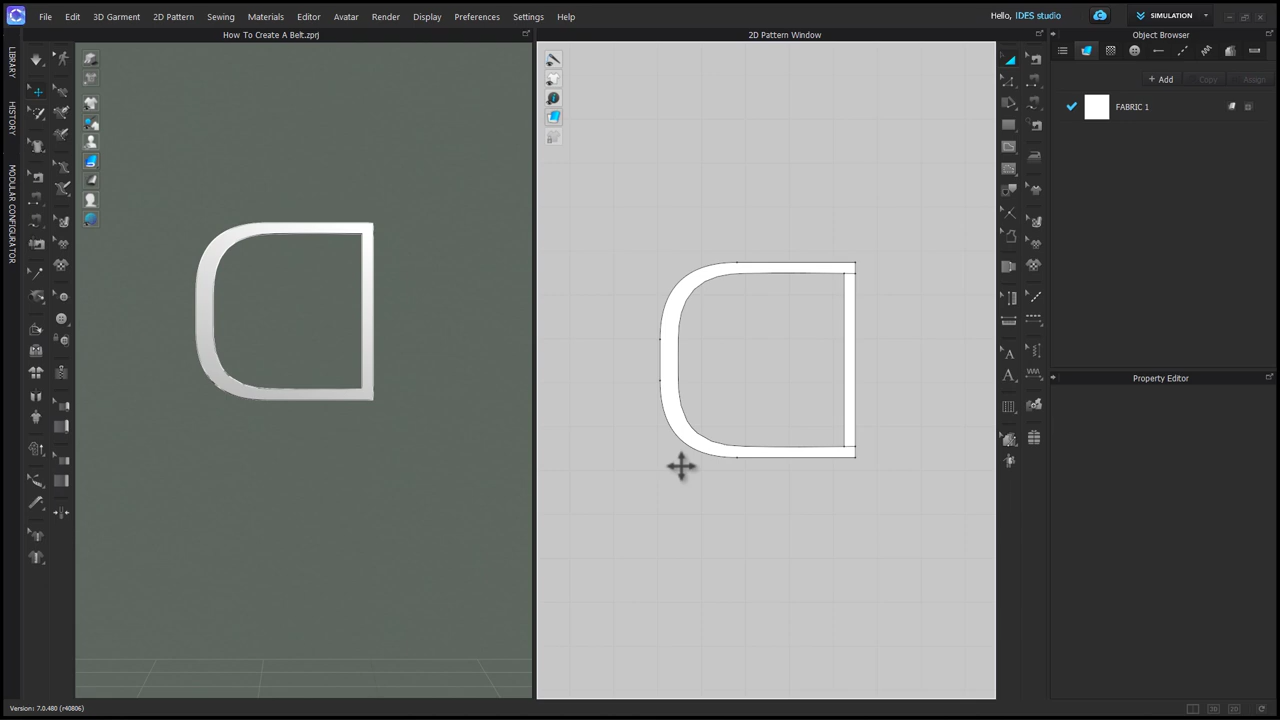 File Edit 3D Garment 2D Pattern Sewing Materials Editor Avatar Render Display Preferences Settings Help
Hello, IDES studio
SIMULATION
How To Create A Belt.zprj
2D Pattern Window
Object Browser
LIBRARY
HISTORY
MODULAR CONFIGURATOR
+ Add Copy Assign
FABRIC 1
Property Editor
A
A
Version: 7.0.480 (r40806)
3D 2D